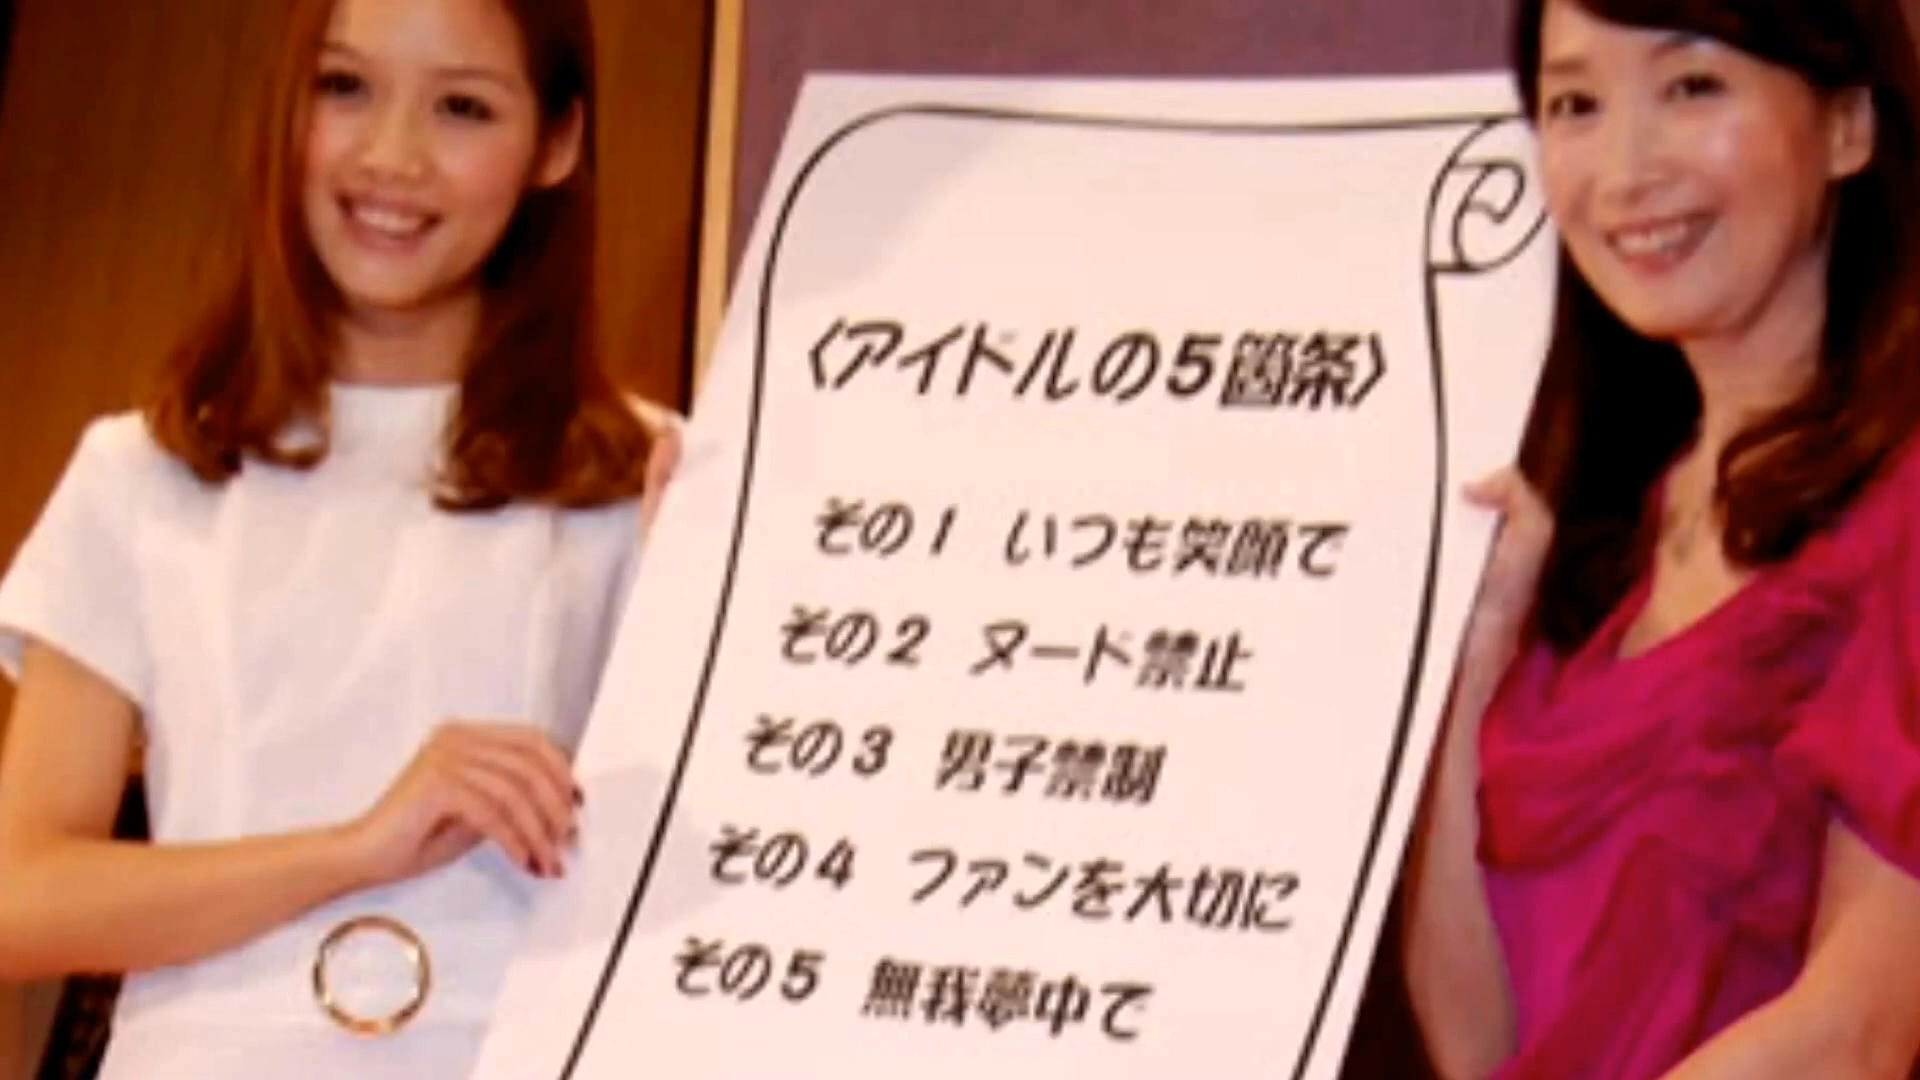 〈アイドルの5箇条〉
その1 いつも笑顔で
その2 ヌード禁止
その3 男子禁制
その4 ファンを大切に
その5 無我夢中で